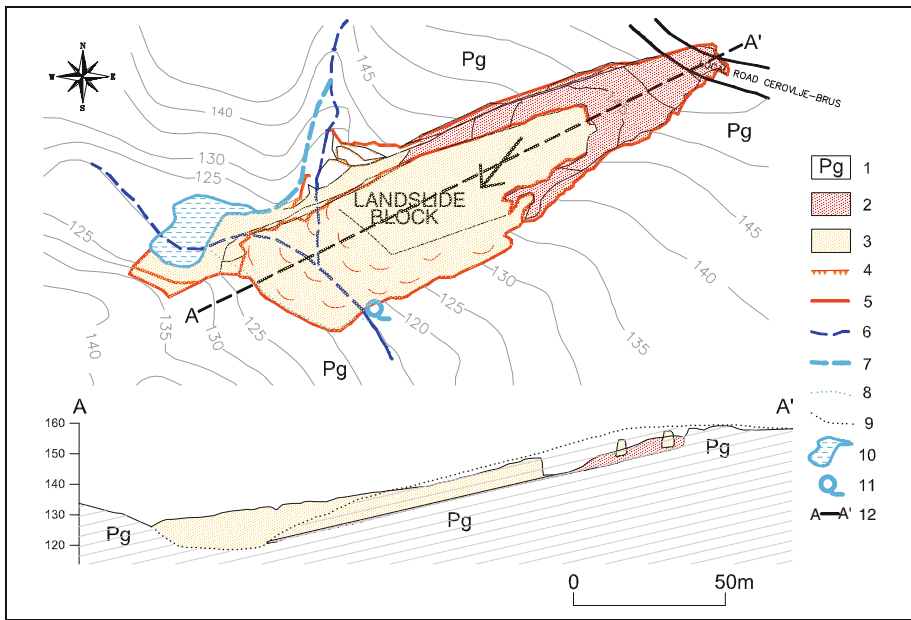 N
W E
S
Pg
145
A'
ROAD CEROVLJE-BRUS
140
Pg
130
125
LANDSLIDE
BLOCK
145
125
A
130
125
140
120
135
130
125
135
140
Pg
Pg 1
2
3
4
5
6
7
8
9
10
11
A A' 12
A A'
160
150
140
130
120
Pg
Pg
Pg
0 50m